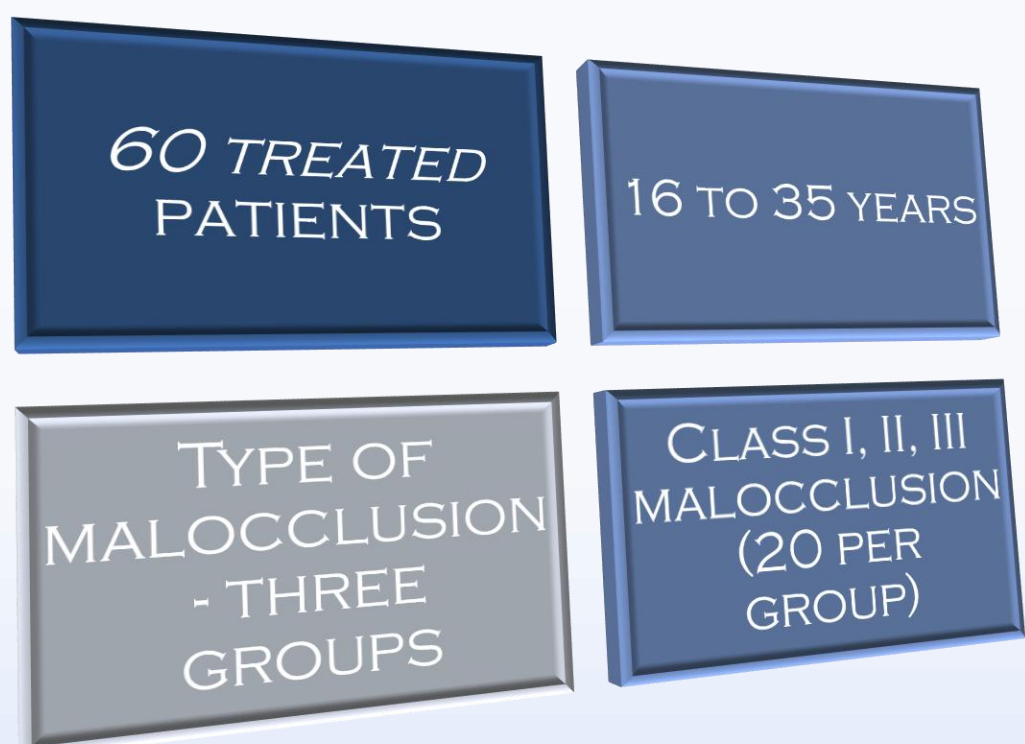 60 TREATED
PATIENTS
16 TO 35 YEARS
TYPE OF
MALOCCLUSION
- THREE
GROUPS
CLASS I, II, III
MALOCCLUSION
(20 PER
GROUP)